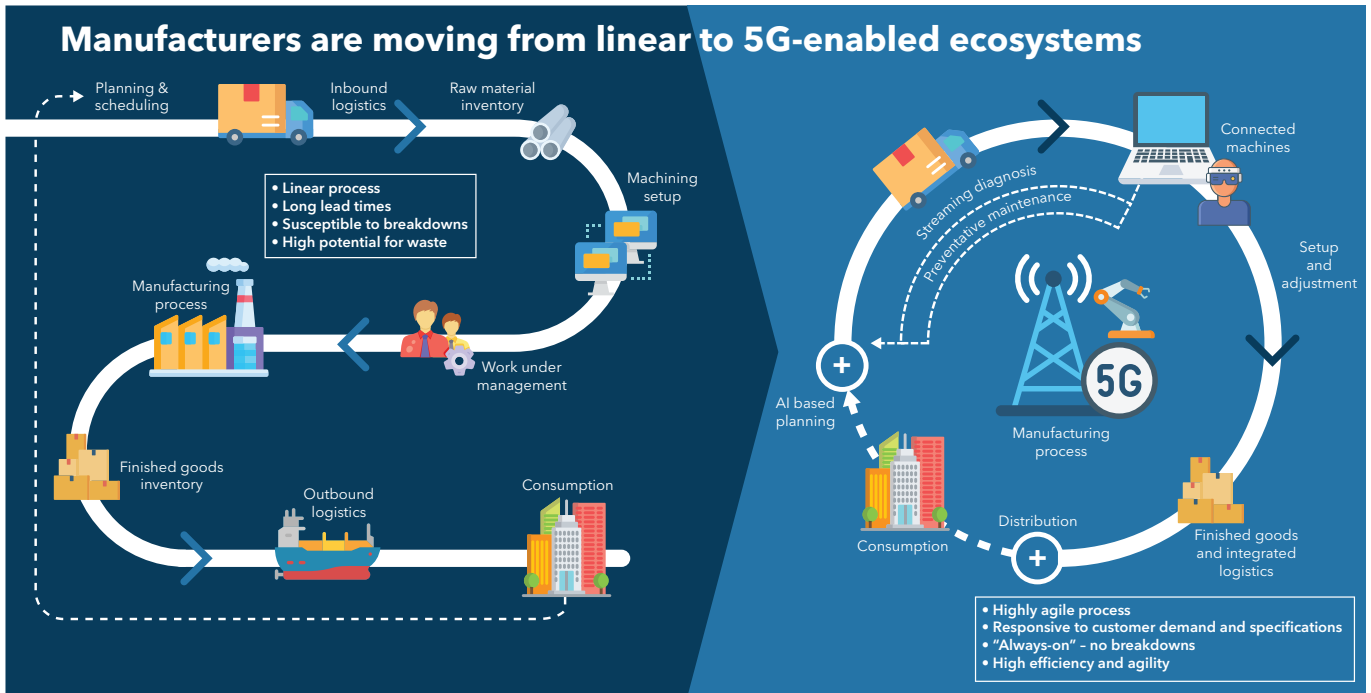 Manufacturers are moving from linear to 5G-enabled ecosystems
Planning &
scheduling
Inbound
logistics
Raw material
inventory
Machining
setup
• Linear process
• Long lead times
• Susceptible to breakdowns
• High potential for waste
Manufacturing
process
Work under
management
Finished goods
inventory
Outbound
logistics
Consumption
Connected
machines
Streaming diagnosis
Preventative maintenance
Setup
and
adjustment
5G
Manufacturing
process
AI based
planning
Consumption
Distribution
Finished goods
and integrated
logistics
• Highly agile process
• Responsive to customer demand and specifications
• "Always-on" – no breakdowns
• High efficiency and agility